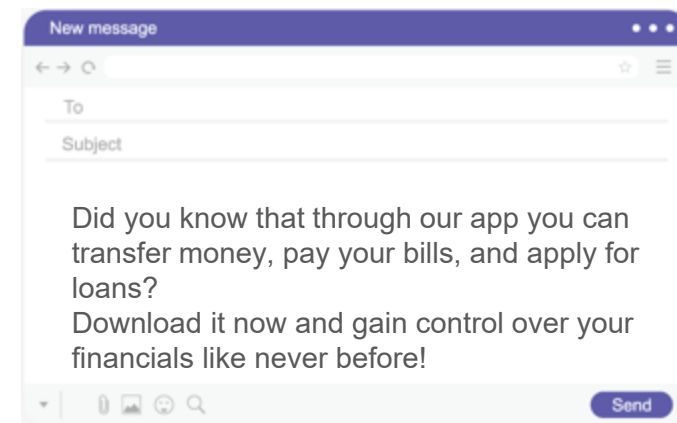 New message
To
Subject
Did you know that through our app you can
transfer money, pay your bills, and apply for
loans?
Download it now and gain control over your
financials like never before!
Send